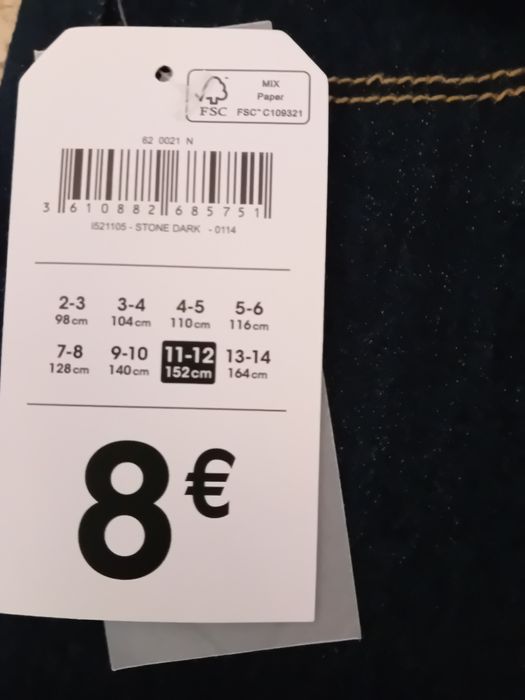 MIX
Paper
FSC
FSC™ C109321
62 0021 N
3 610882 685751
I521105 - STONE DARK - 0114
2-3 3-4 4-5 5-6
98cm 104cm 110cm 116cm
7-8 9-10 11-12 13-14
128cm 140cm 152cm 164cm
8€